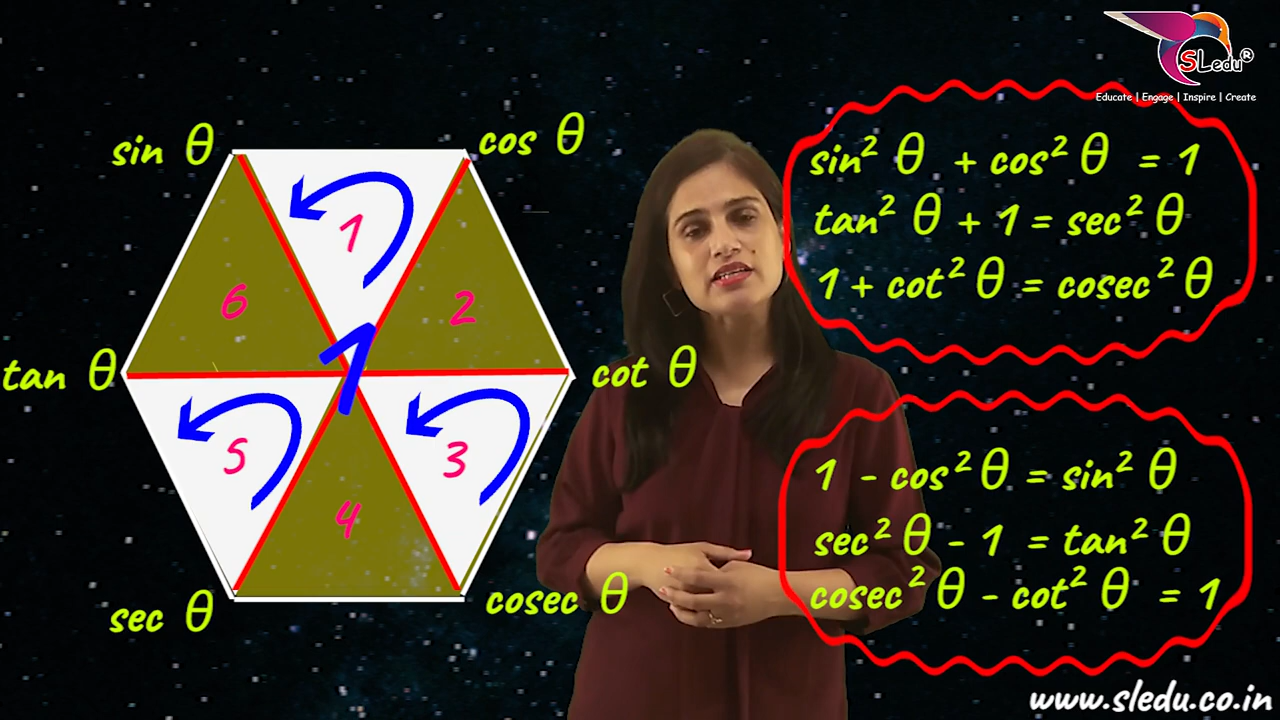 SLedu®
Educate | Engage | Inspire | Create
sin θ
cos θ
1
6
2
1
tan θ
cot θ
5
3
4
sec θ
cosec θ
sin² θ + cos² θ = 1
tan² θ + 1 = sec² θ
1 + cot² θ = cosec² θ
1 - cos² θ = sin² θ
sec² θ - 1 = tan² θ
cosec² θ - cot² θ = 1
www.sledu.co.in